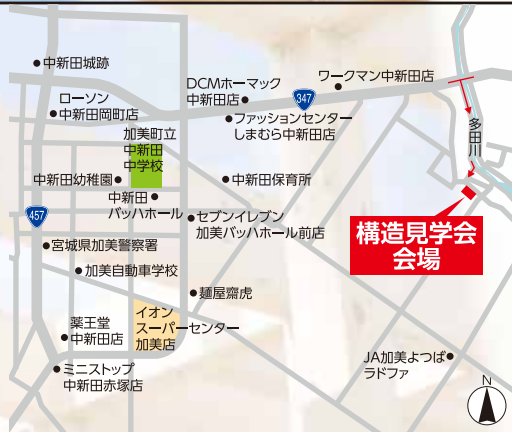 中新田城跡
ワークマン中新田店
DCMホーマック
中新田店
347
ローソン
中新田岡町店
ファッションセンター
しまむら中新田店
多田川
加美町立
中新田
中学校
中新田幼稚園
中新田保育所
中新田
バッハホール
457
セブンイレブン
加美バッハホール前店
構造見学会
会場
宮城県加美警察署
加美自動車学校
麺屋齋虎
イオン
スーパーセンター
加美店
薬王堂
中新田店
JA加美よつば
ラドファ
ミニストップ
中新田赤塚店
N